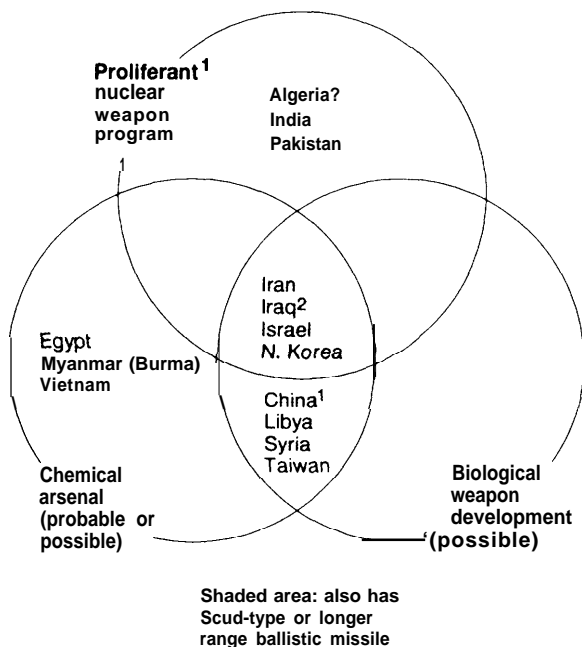 Proliferant¹
nuclear
weapon
program
1
Algeria?
India
Pakistan
Iran
Iraq²
Israel
N. Korea
Egypt
Myanmar (Burma)
Vietnam
China¹
Libya
Syria
Taiwan
Chemical
arsenal
(probable or
possible)
Biological
weapon
development
(possible)
Shaded area: also has
Scud-type or longer
range ballistic missile